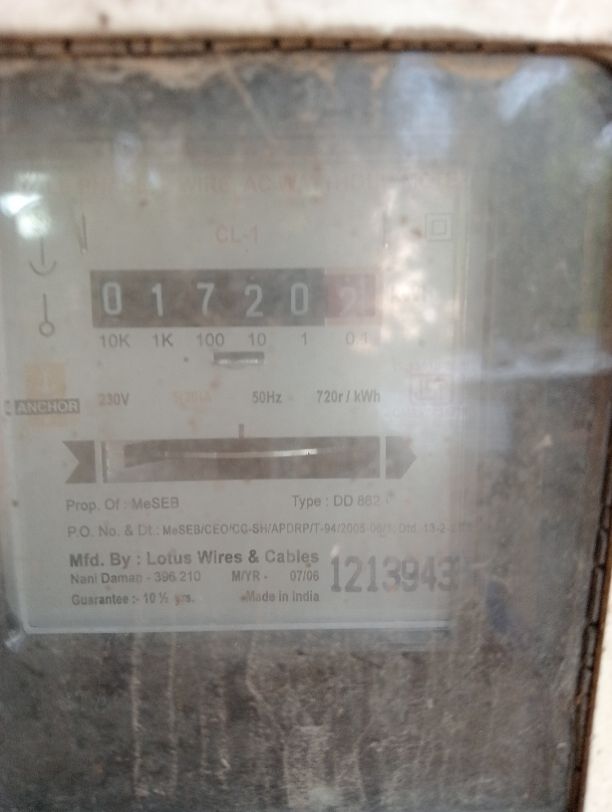 CL-1
0 1 7 2 0 2
10K 1K 100 10 1 0.1
ANCHOR
230V 50Hz 720r / kWh
Prop. Of : MeSEB Type : DD 862
P.O. No. & Dt.: MeSEB/CEO/CC-SH/APDRP/T-94/2005-06/
Mfd. By : Lotus Wires & Cables
Nani Daman - 396 210 M/YR - 07/06
1213943
Guarantee :- 10 ½ yrs. Made in India